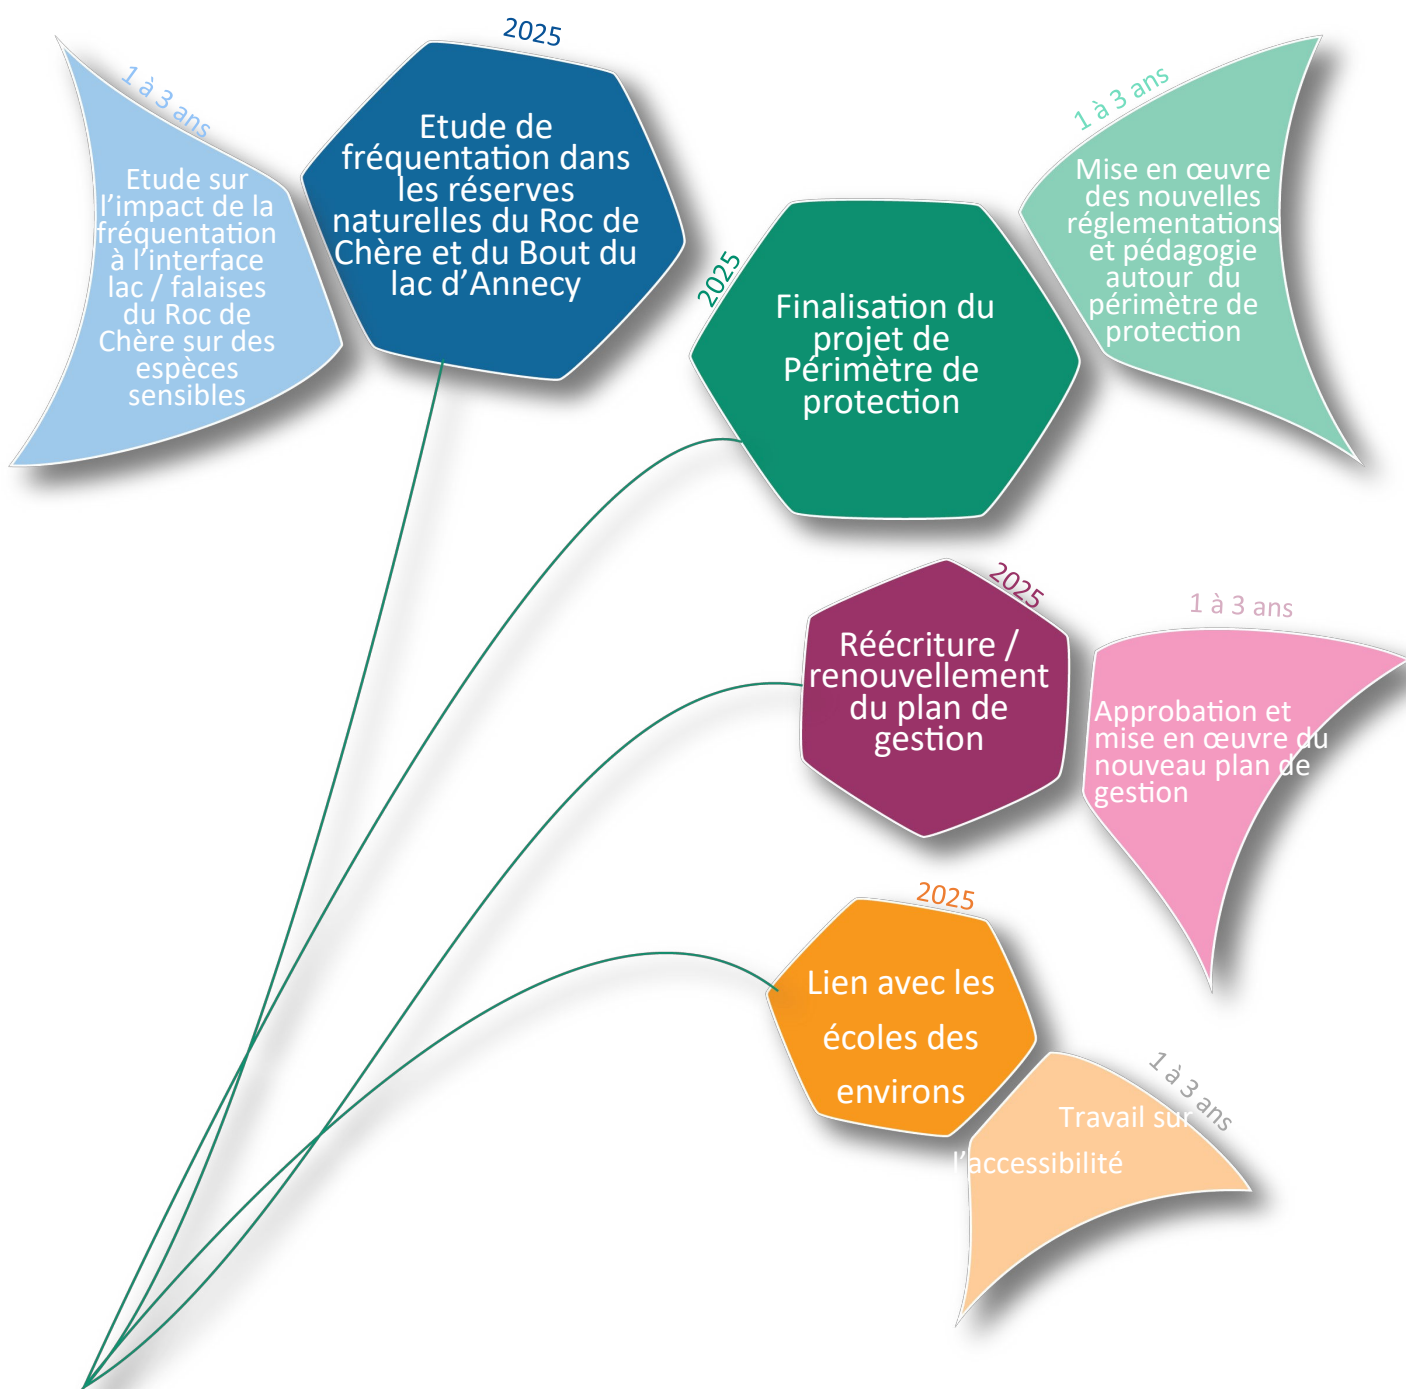 1 à 3 ans
Etude sur
l’impact de la
fréquentation
à l’interface
lac / falaises
du Roc de
Chère sur des
espèces
sensibles
2025
Etude de
fréquentation dans
les réserves
naturelles du Roc de
Chère et du Bout du
lac d’Annecy
2025
Finalisation du
projet de
Périmètre de
protection
1 à 3 ans
Mise en œuvre
des nouvelles
réglementations
et pédagogie
autour du
périmètre de
protection
2025
Réécriture /
renouvellement
du plan de
gestion
1 à 3 ans
Approbation et
mise en œuvre du
nouveau plan de
gestion
2025
Lien avec les
écoles des
environs
1 à 3 ans
Travail sur
l’accessibilité